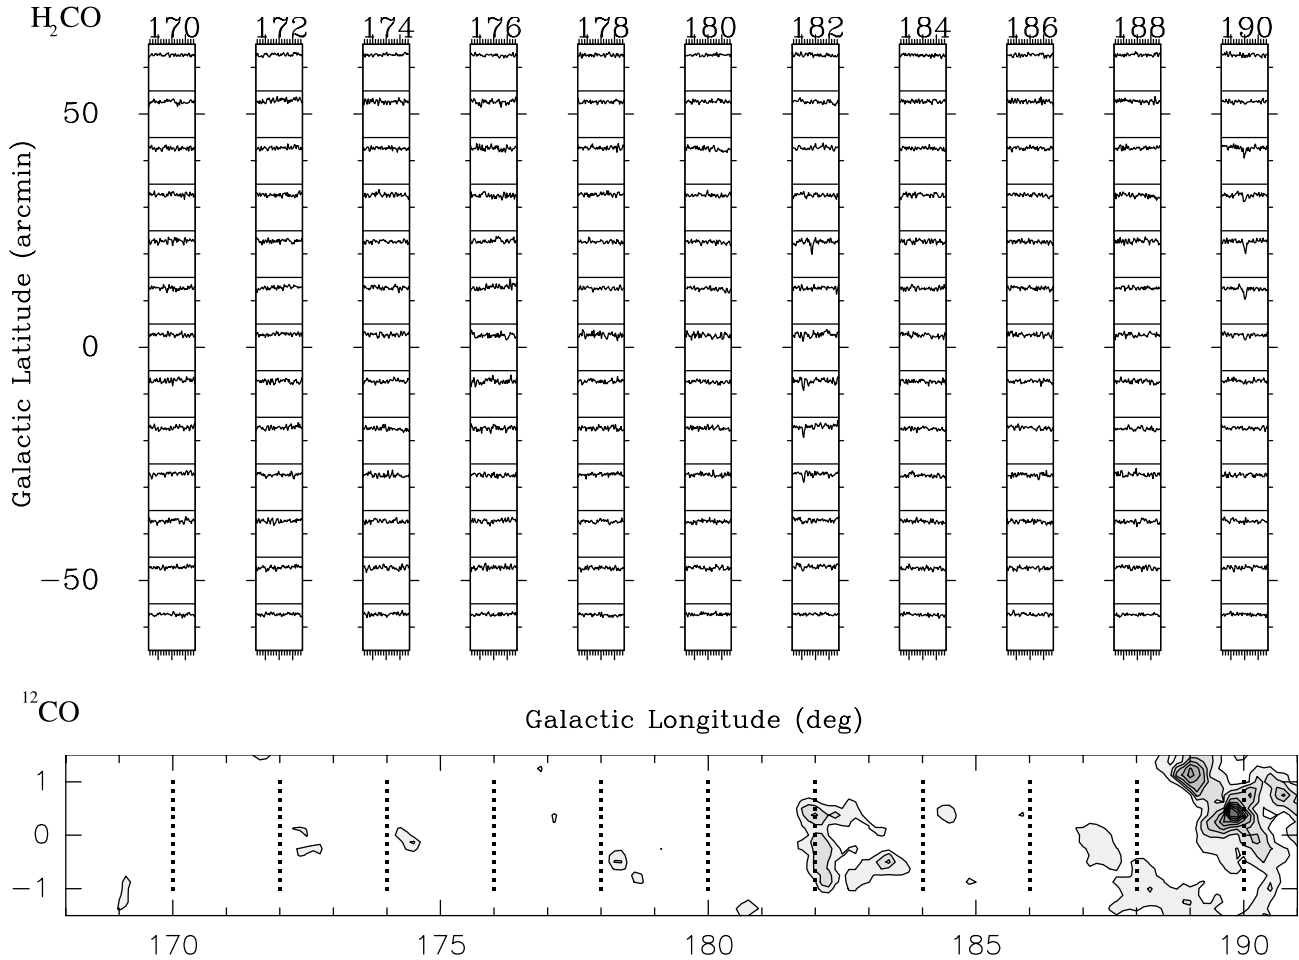 H2CO
170 172 174 176 178 180 182 184 186 188 190
50
0
−50
Galactic Latitude (arcmin)
12CO
Galactic Longitude (deg)
1
0
−1
170 175 180 185 190